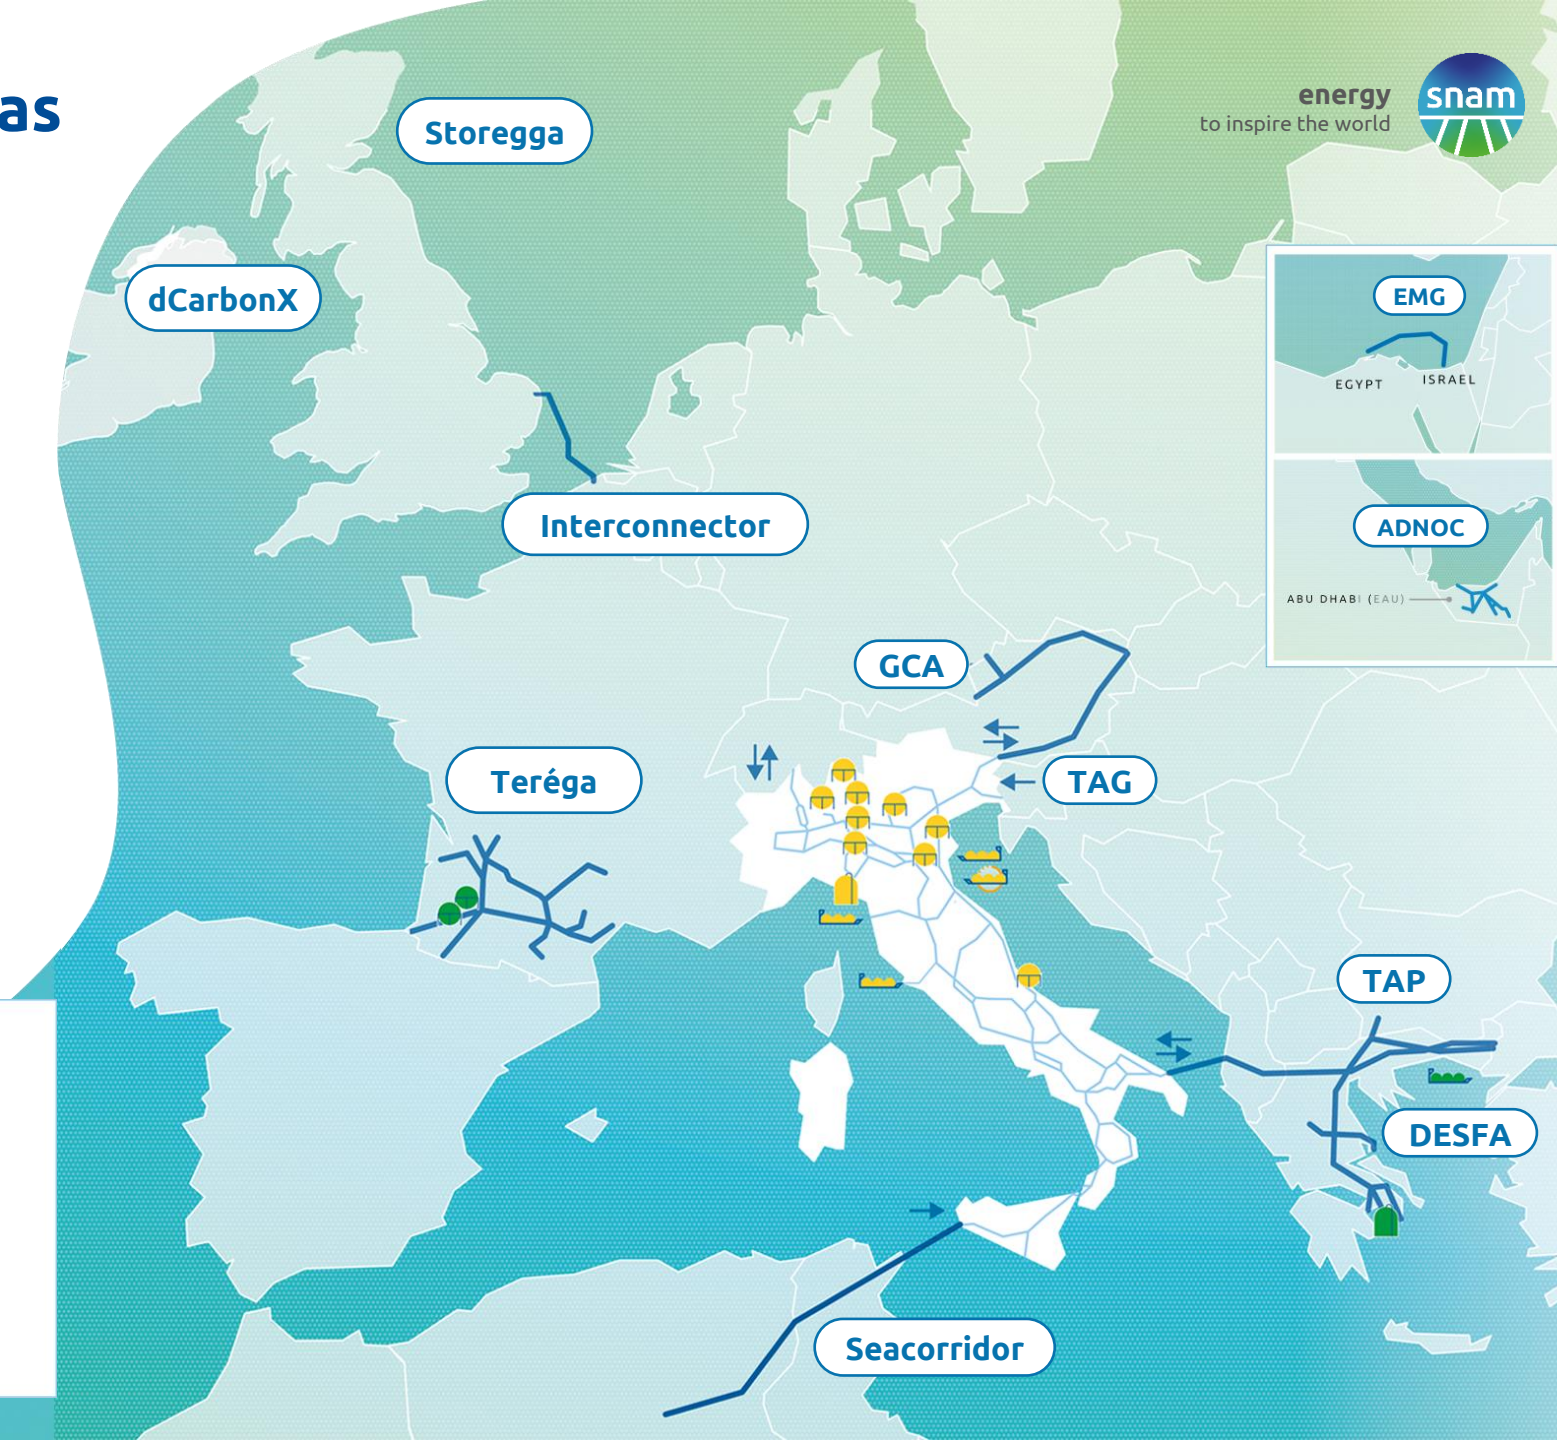 as
energy
to inspire the world
snam
Storegga
dCarbonX
EMG
EGYPT
ISRAEL
Interconnector
ADNOC
ABU DHABI (EAU)
GCA
Teréga
TAG
TAP
DESFA
Seacorridor